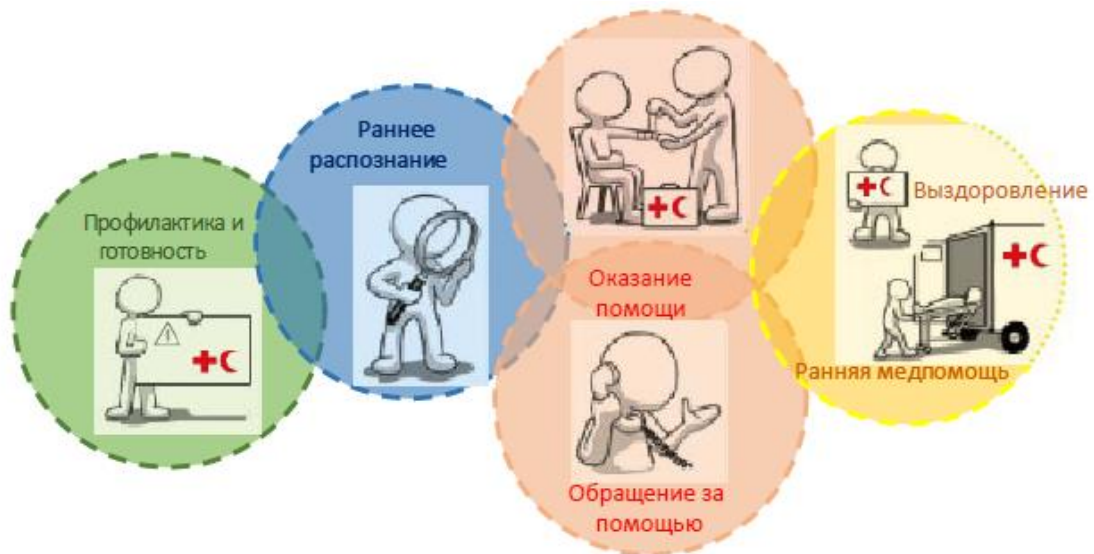 Профилактика и
готовность
Раннее
распознание
Оказание
помощи
Обращение за
помощью
Выздоровление
Ранняя медпомощь